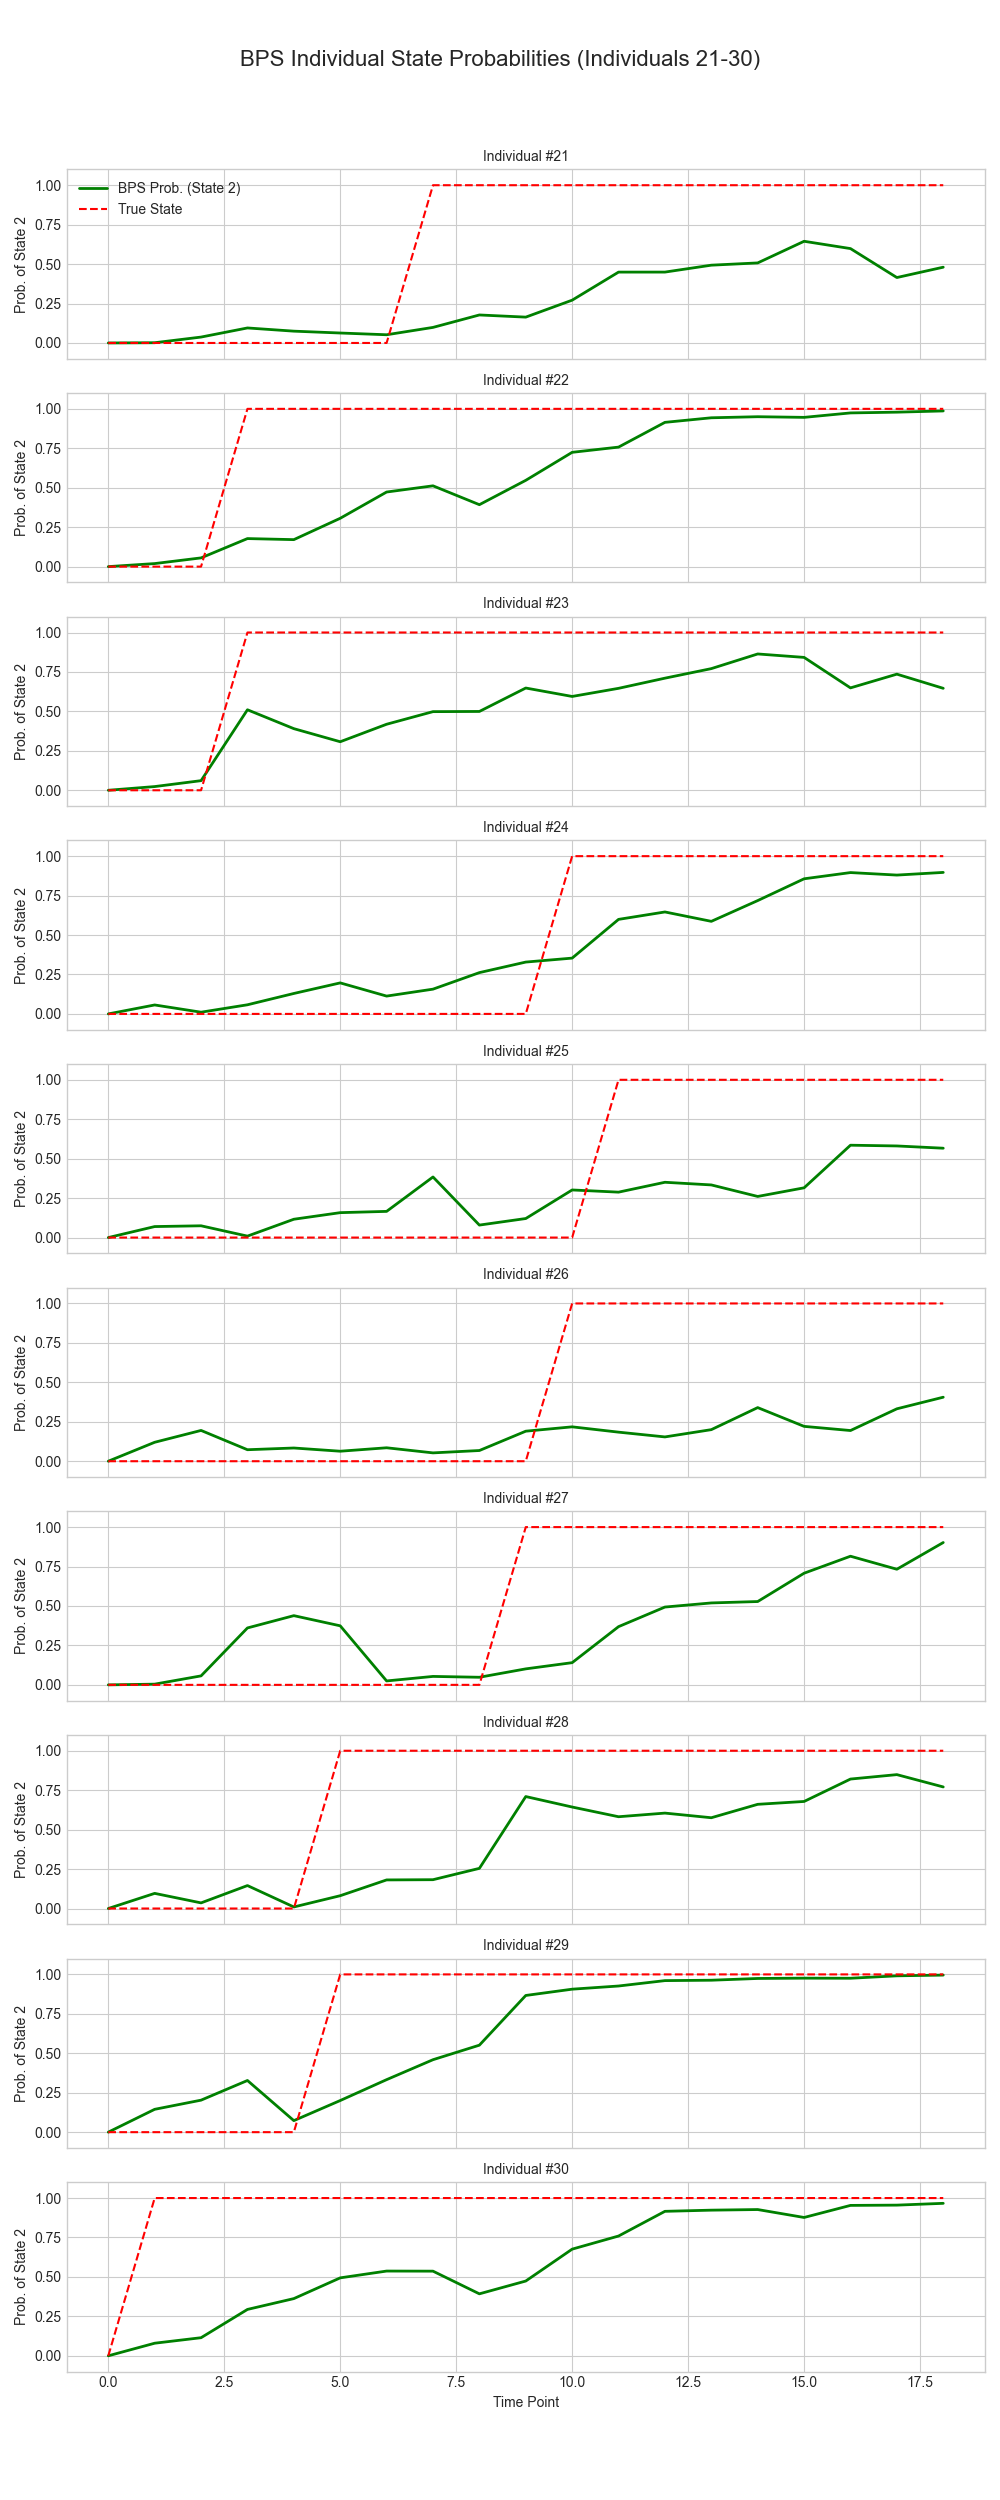 BPS Individual State Probabilities (Individuals 21-30)
Individual #21
BPS Prob. (State 2)
True State
Prob. of State 2
1.00
0.75
0.50
0.25
0.00
Individual #22
Prob. of State 2
1.00
0.75
0.50
0.25
0.00
Individual #23
Prob. of State 2
1.00
0.75
0.50
0.25
0.00
Individual #24
Prob. of State 2
1.00
0.75
0.50
0.25
0.00
Individual #25
Prob. of State 2
1.00
0.75
0.50
0.25
0.00
Individual #26
Prob. of State 2
1.00
0.75
0.50
0.25
0.00
Individual #27
Prob. of State 2
1.00
0.75
0.50
0.25
0.00
Individual #28
Prob. of State 2
1.00
0.75
0.50
0.25
0.00
Individual #29
Prob. of State 2
1.00
0.75
0.50
0.25
0.00
Individual #30
Prob. of State 2
1.00
0.75
0.50
0.25
0.00
0.0 2.5 5.0 7.5 10.0 12.5 15.0 17.5
Time Point